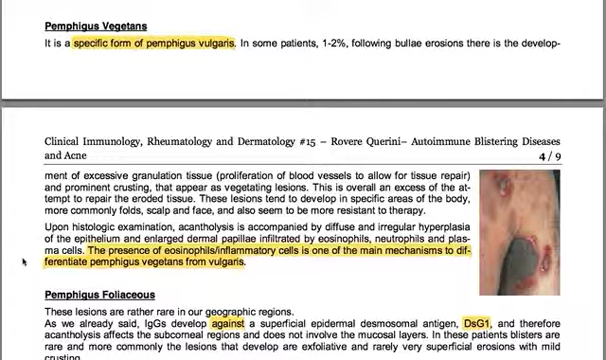 Pemphigus Vegetans
It is a specific form of pemphigus vulgaris. In some patients, 1-2%, following bullae erosions there is the develop-
Clinical Immunology, Rheumatology and Dermatology #15 – Rovere Querini– Autoimmune Blistering Diseases
and Acne 4 / 9
ment of excessive granulation tissue (proliferation of blood vessels to allow for tissue repair)
and prominent crusting, that appear as vegetating lesions. This is overall an excess of the at-
tempt to repair the eroded tissue. These lesions tend to develop in specific areas of the body,
more commonly folds, scalp and face, and also seem to be more resistant to therapy.
Upon histologic examination, acantholysis is accompanied by diffuse and irregular hyperplasia
of the epithelium and enlarged dermal papillae infiltrated by eosinophils, neutrophils and plas-
ma cells. The presence of eosinophils/inflammatory cells is one of the main mechanisms to dif-
ferentiate pemphigus vegetans from vulgaris.
Pemphigus Foliaceous
These lesions are rather rare in our geographic regions.
As we already said, IgGs develop against a superficial epidermal desmosomal antigen, DsG1, and therefore
acantholysis affects the subcorneal regions and does not involve the mucosal layers. In these patients blisters are
rare and more commonly the lesions that develop are exfoliative and rarely very superficial erosions with mild
crusting.